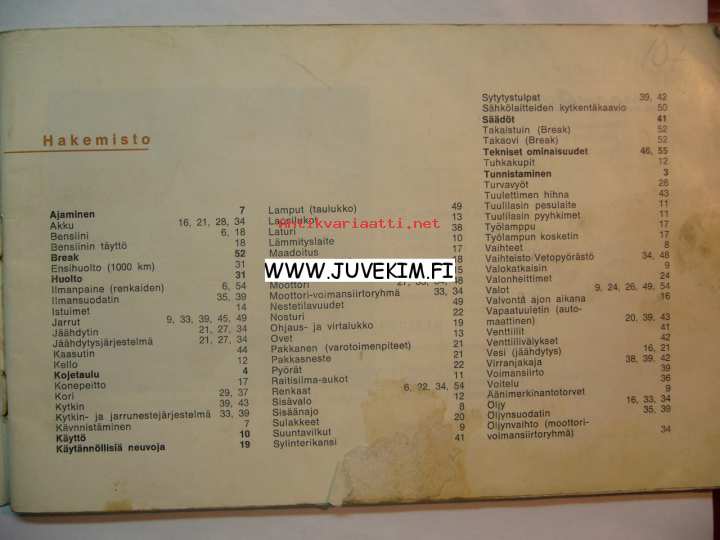 10,-
Hakemisto
Ajaminen 7
Akku 16, 21, 28, 34
Bensiini 6, 18
Bensiinin täyttö 18
Break 52
Ensihuolto (1000 km) 31
Huolto 31
Ilmanpaine (renkaiden) 6, 54
Ilmansuodatin 35, 39
Istuimet 14
Jarrut 9, 33, 39, 45, 49
Jäähdytin 21, 27, 34
Jäähdytysjärjestelmä 21, 27, 34
Kaasutin 44
Kello 12
Kojetaulu 4
Konepeitto 17
Kori 29, 37
Kytkin 39, 43
Kytkin- ja jarrunestejärjestelmä 33, 39
Käynnistäminen 7
Käyttö 10
Käytännöllisiä neuvoja 19
Lamput (taulukko) 49
Lapsilukot 13
Laturi 38
Lämmityslaite 10
Maadoitus 17
Moottori
Moottori-voimansiirtoryhmä 33, 34
Nestetilavuudet 49
Nosturi 22
Ohjaus- ja virtalukko 19
Ovet 13
Pakkanen (varotoimenpiteet) 21
Pakkasneste 21
Pyörät 22
Raitisilma-aukot 11
Renkaat 6, 22, 34, 54
Sisävalo 12
Sisäänajo 8
Sulakkeet 20
Suuntavilkut 9
Sylinterikansi 41
Sytytystulpat 39, 42
Sähkölaitteiden kytkentäkaavio 50
Säädöt 41
Takaistuin (Break) 52
Takaovi (Break) 52
Tekniset ominaisuudet 46, 55
Tuhkakupit 12
Tunnistaminen 3
Turvavyöt 28
Tuulettimen hihna 43
Tuulilasin pesulaite 11
Tuulilasin pyyhkimet 11
Työlamppu 17
Työlampun kosketin 17
Vaihteet 8
Vaihteisto Vetopyörästö 34, 48
Valokatkaisin 9
Valonheittimet 24
Valot 9, 24, 26, 49, 54
Valvontå ajon aikana 16
Vapaatuuletin (auto-
maattinen) 20, 39, 43
Venttiilit 41
Venttiilivälykset 42
Vesi (jäähdytys) 16, 21
Virranjakaja 38, 39, 42
Voimansiirto 39
Voitelu 36
Äänimerkinantotorvet 9
Öljy 16, 33, 34
Öljynsuodatin 35, 39
Öljynvaihto (moottori-
voimansiirtoryhmä) 34
antikvariaatti.net
WWW.JUVEKIM.FI